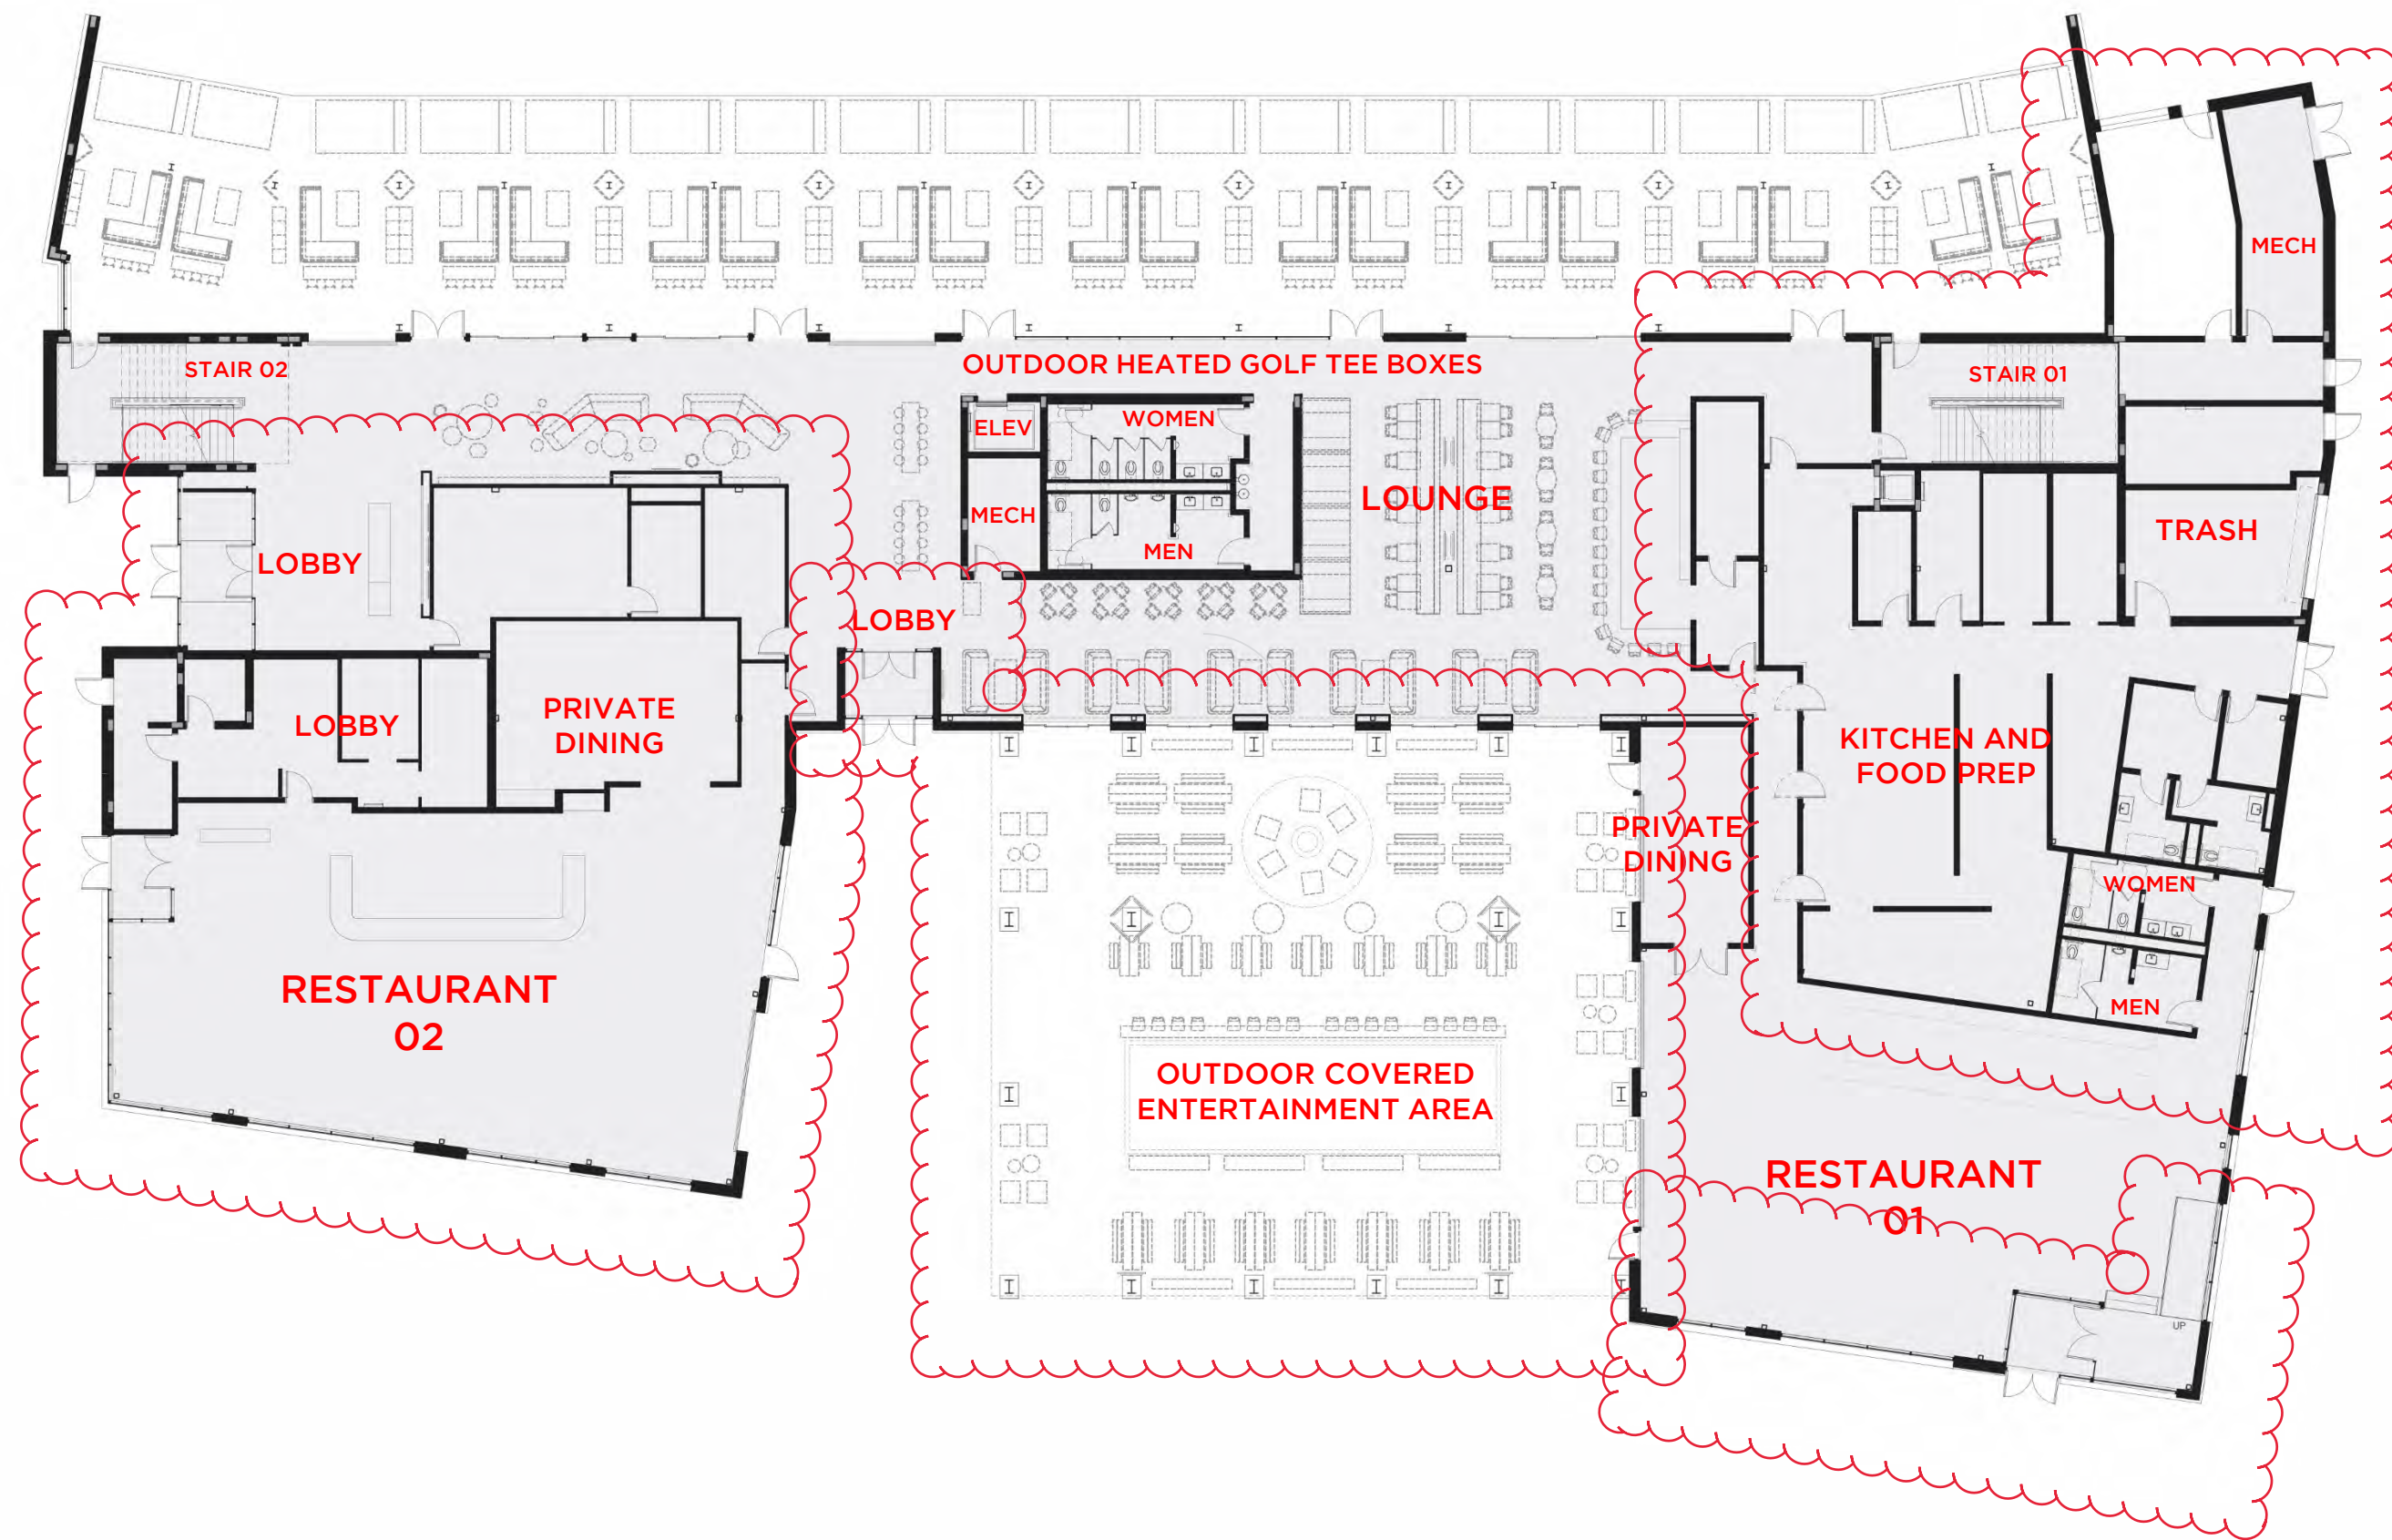 MECH
STAIR 02
OUTDOOR HEATED GOLF TEE BOXES
STAIR 01
ELEV
WOMEN
LOUNGE
MECH
MEN
TRASH
LOBBY
LOBBY
LOBBY
PRIVATE
DINING
KITCHEN AND
FOOD PREP
PRIVATE
DINING
WOMEN
MEN
RESTAURANT
02
OUTDOOR COVERED
ENTERTAINMENT AREA
RESTAURANT
01
UP